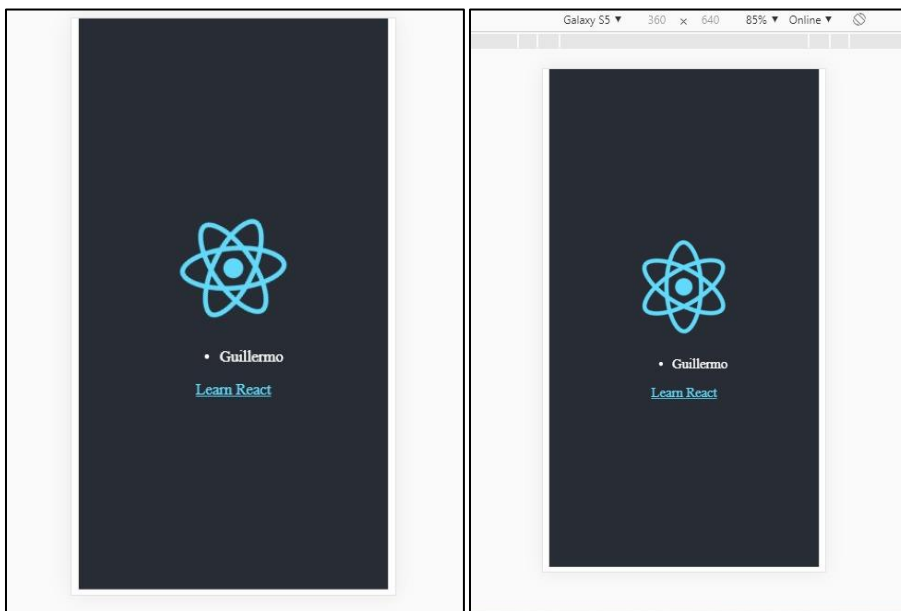 • Guillermo
Learn React
Galaxy S5 ▼ 360 × 640 85% ▼ Online ▼
• Guillermo
Learn React